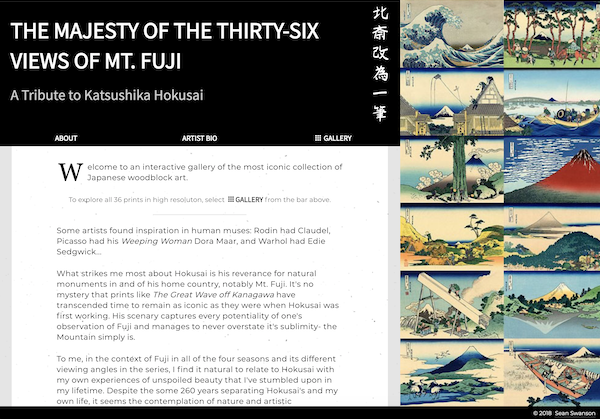 THE MAJESTY OF THE THIRTY-SIX
VIEWS OF MT. FUJI
A Tribute to Katsushika Hokusai
北斎改為一筆
ABOUT
ARTIST BIO
GALLERY
Welcome to an interactive gallery of the most iconic collection of
Japanese woodblock art.
To explore all 36 prints in high resoluton, select GALLERY from the bar above.
Some artists found inspiration in human muses: Rodin had Claudel,
Picasso had his Weeping Woman Dora Maar, and Warhol had Edie
Sedgwick...
What strikes me most about Hokusai is his reverance for natural
monuments in and of his home country, notably Mt. Fuji. It's no
mystery that prints like The Great Wave off Kanagawa have
transcended time to remain as iconic as they were when Hokusai was
first working. His scenary captures every potentiality of one's
observation of Fuji and manages to never overstate it's sublimity- the
Mountain simply is.
To me, in the context of Fuji in all of the four seasons and its different
viewing angles in the series, I find it natural to relate to Hokusai with
my own experiences of unspoiled beauty that I've stumbled upon in
my lifetime. Despite the some 260 years separating Hokusai's and my
own life, it seems the contemplation of nature and artistic
© 2018 Sean Swanson